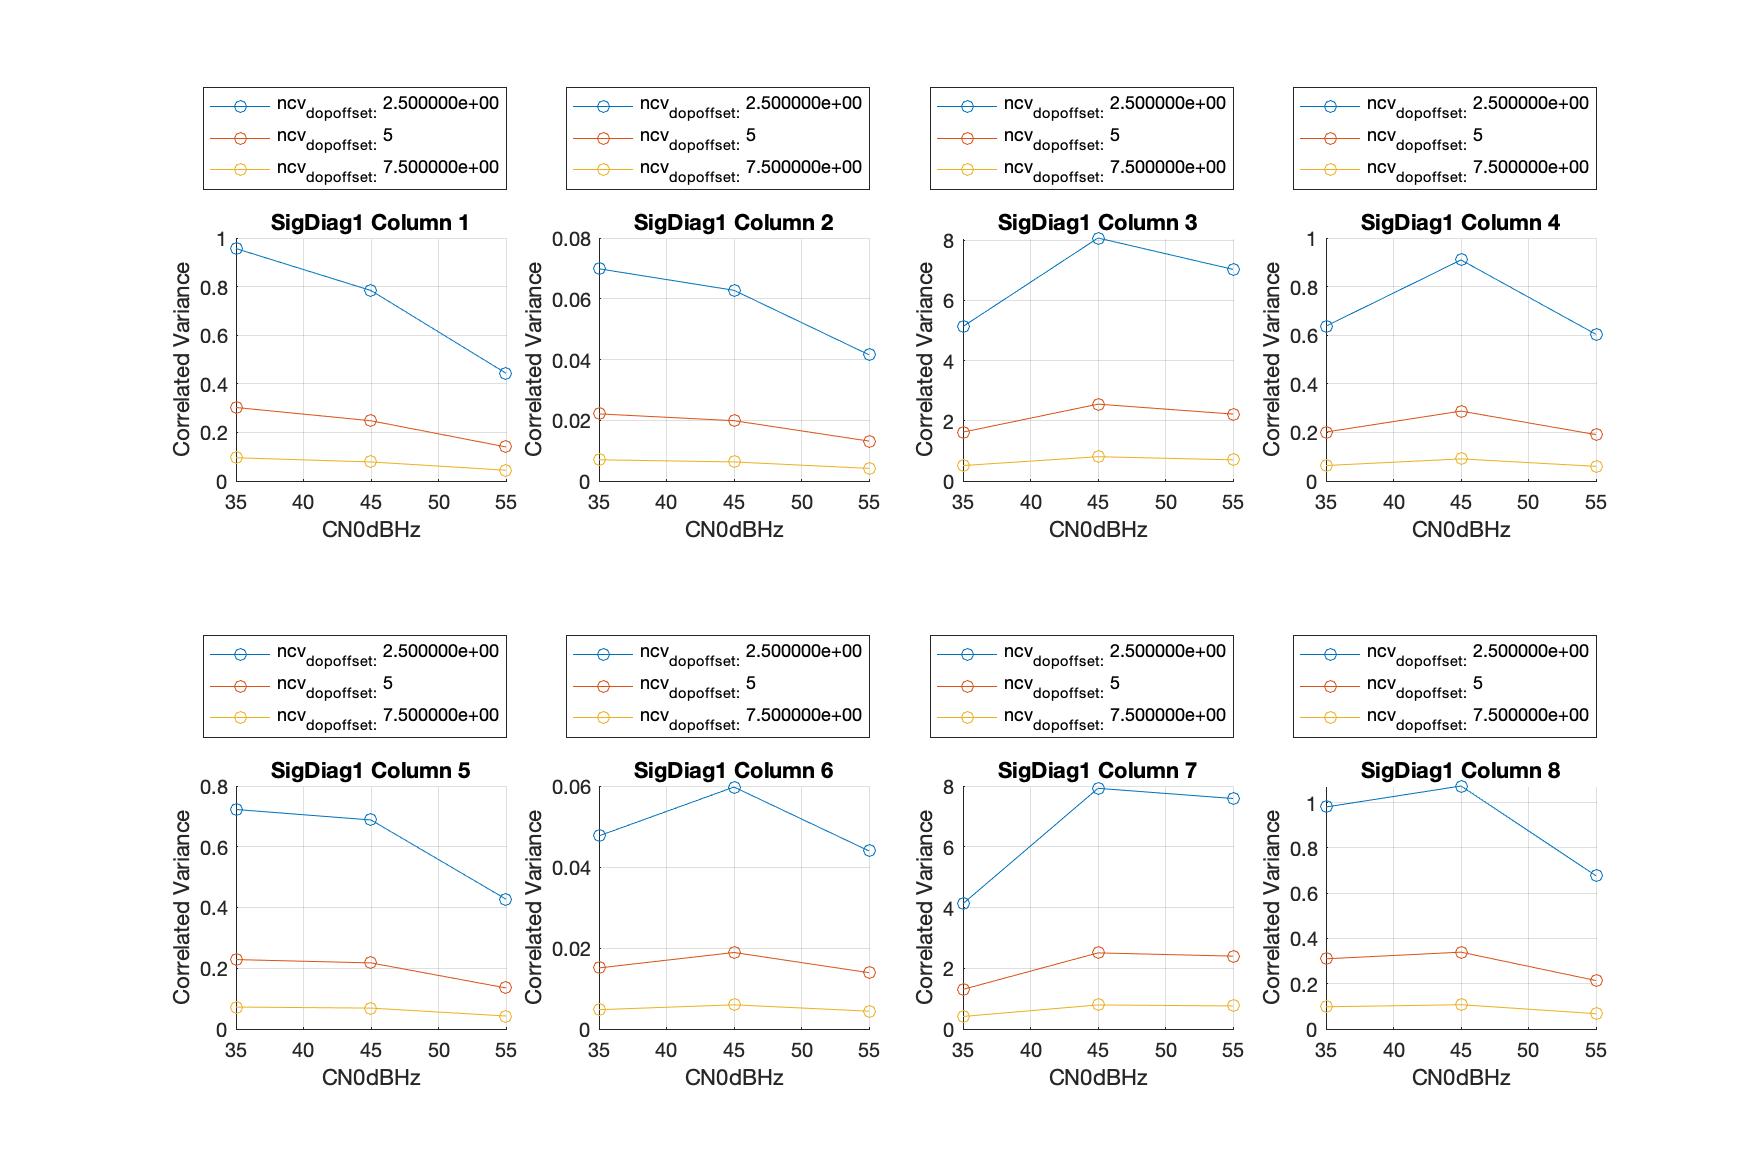 ncv dopoffset: 2.500000e+00
ncv dopoffset: 5
ncv dopoffset: 7.500000e+00
SigDiag1 Column 1
1
0.8
0.6
0.4
0.2
0
Correlated Variance
35 40 45 50 55
CN0dBHz
ncv dopoffset: 2.500000e+00
ncv dopoffset: 5
ncv dopoffset: 7.500000e+00
SigDiag1 Column 2
0.08
0.06
0.04
0.02
0
Correlated Variance
35 40 45 50 55
CN0dBHz
ncv dopoffset: 2.500000e+00
ncv dopoffset: 5
ncv dopoffset: 7.500000e+00
SigDiag1 Column 3
8
6
4
2
0
Correlated Variance
35 40 45 50 55
CN0dBHz
ncv dopoffset: 2.500000e+00
ncv dopoffset: 5
ncv dopoffset: 7.500000e+00
SigDiag1 Column 4
1
0.8
0.6
0.4
0.2
0
Correlated Variance
35 40 45 50 55
CN0dBHz
ncv dopoffset: 2.500000e+00
ncv dopoffset: 5
ncv dopoffset: 7.500000e+00
SigDiag1 Column 5
0.8
0.6
0.4
0.2
0
Correlated Variance
35 40 45 50 55
CN0dBHz
ncv dopoffset: 2.500000e+00
ncv dopoffset: 5
ncv dopoffset: 7.500000e+00
SigDiag1 Column 6
0.06
0.04
0.02
0
Correlated Variance
35 40 45 50 55
CN0dBHz
ncv dopoffset: 2.500000e+00
ncv dopoffset: 5
ncv dopoffset: 7.500000e+00
SigDiag1 Column 7
8
6
4
2
0
Correlated Variance
35 40 45 50 55
CN0dBHz
ncv dopoffset: 2.500000e+00
ncv dopoffset: 5
ncv dopoffset: 7.500000e+00
SigDiag1 Column 8
1
0.8
0.6
0.4
0.2
0
Correlated Variance
35 40 45 50 55
CN0dBHz